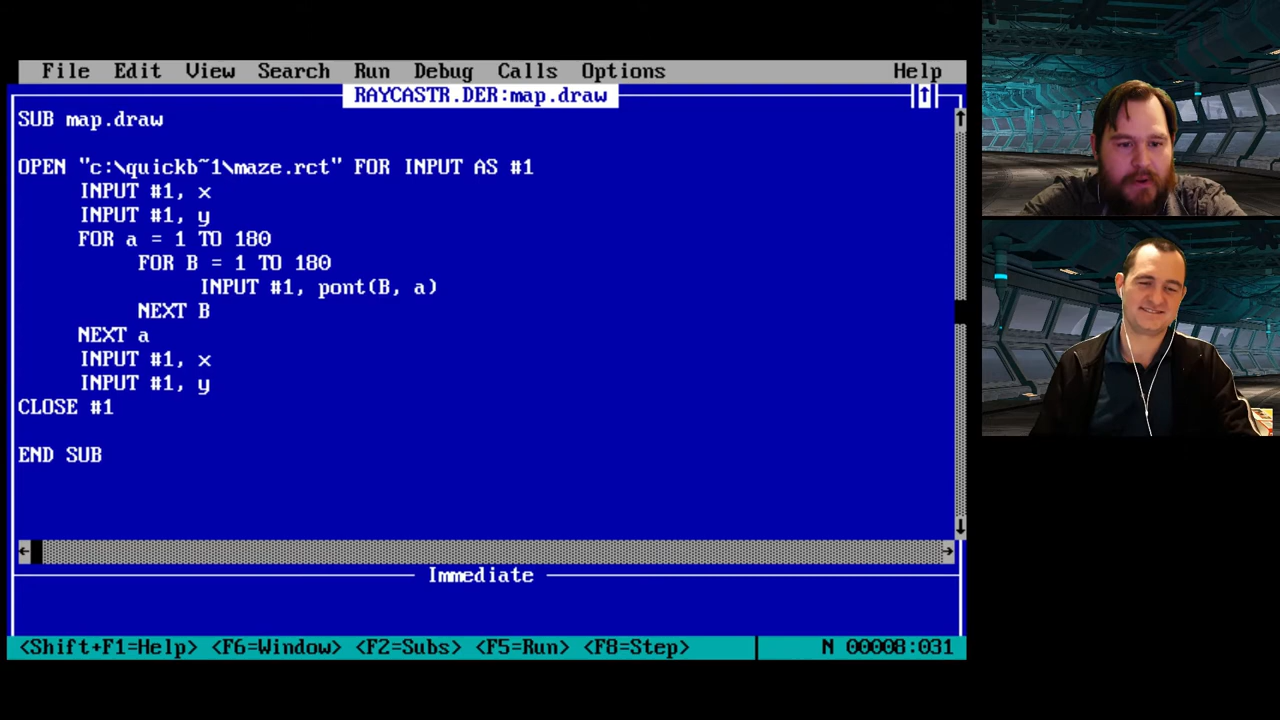 File Edit View Search Run Debug Calls Options Help
RAYCASTR.DER:map.draw
SUB map.draw
OPEN "c:\quickb~1\maze.rct" FOR INPUT AS #1
INPUT #1, x
INPUT #1, y
FOR a = 1 TO 180
FOR B = 1 TO 180
INPUT #1, pont(B, a)
NEXT B
NEXT a
INPUT #1, x
INPUT #1, y
CLOSE #1
END SUB
Immediate
<Shift+F1=Help> <F6=Window> <F2=Subs> <F5=Run> <F8=Step> N 00008:031